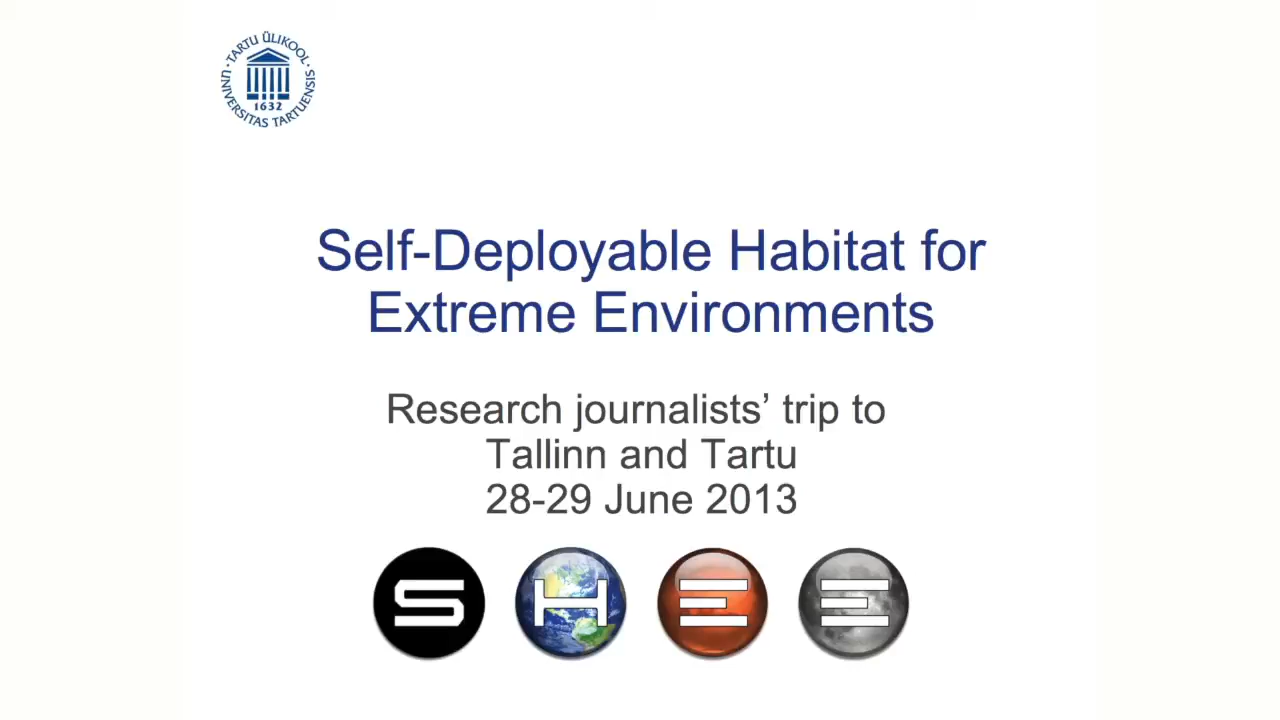 · TARTU ÜLIKOOL ·
UNIVERSITAS TARTUENSIS
1632
Self-Deployable Habitat for
Extreme Environments
Research journalists’ trip to
Tallinn and Tartu
28-29 June 2013
S H E E